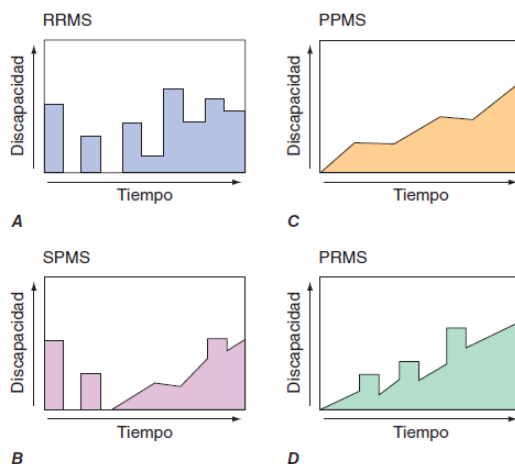 RRMS
Discapacidad
Tiempo
A
PPMS
Discapacidad
Tiempo
C
SPMS
Discapacidad
Tiempo
B
PRMS
Discapacidad
Tiempo
D